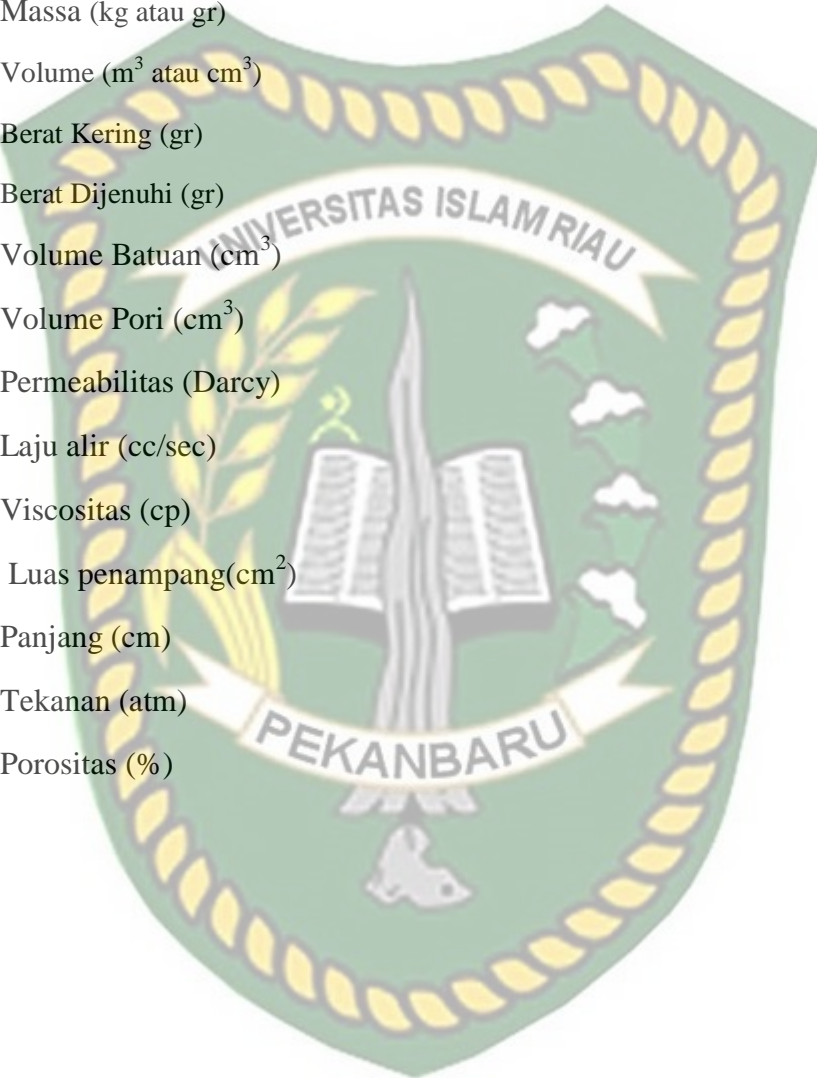 Massa (kg atau gr)
Volume (m³ atau cm³)
Berat Kering (gr)
Berat Dijenuhi (gr)
UNIVERSITAS ISLAM RIAU
Volume Batuan (cm³)
Volume Pori (cm³)
Permeabilitas (Darcy)
Laju alir (cc/sec)
Viscositas (cp)
Luas penampang(cm²)
Panjang (cm)
Tekanan (atm)
PEKANBARU
Porositas (%)